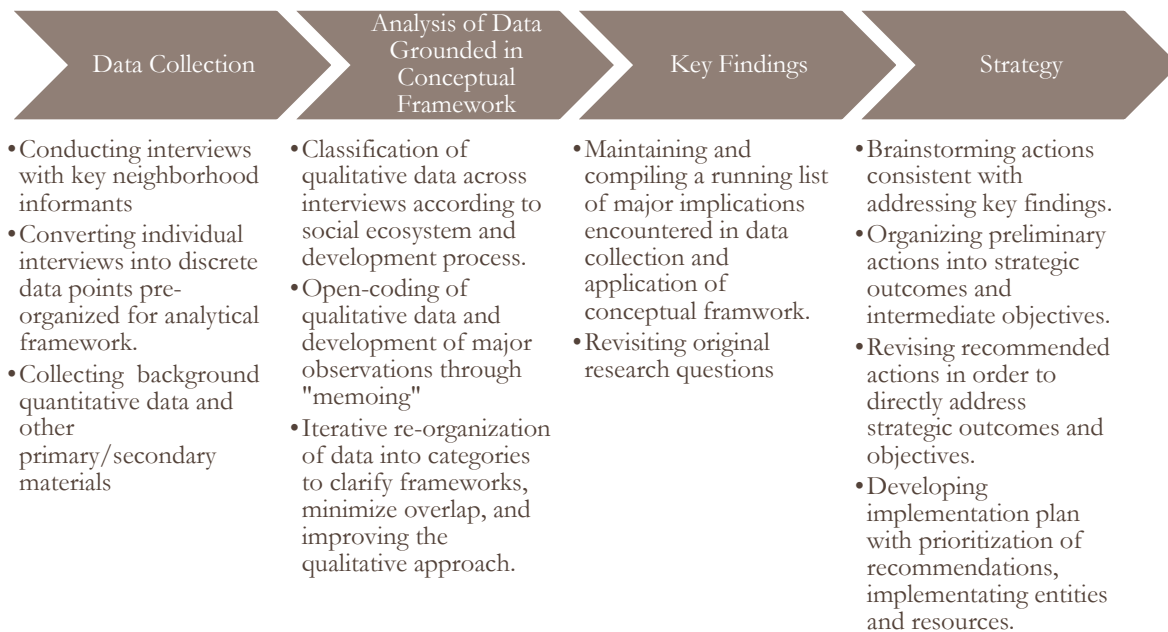 Data Collection
Analysis of Data
Grounded in
Conceptual
Framework
Key Findings
Strategy
•Conducting interviews
with key neighborhood
informants
•Converting individual
interviews into discrete
data points pre-
organized for analytical
framework.
•Collecting background
quantitative data and
other
primary/secondary
materials
•Classification of
qualitative data across
interviews according to
social ecosystem and
development process.
•Open-coding of
qualitative data and
development of major
observations through
"memoing"
•Iterative re-organization
of data into categories
to clarify frameworks,
minimize overlap, and
improving the
qualitative approach.
•Maintaining and
compiling a running list
of major implications
encountered in data
collection and
application of
conceptual framwork.
•Revisiting original
research questions
•Brainstorming actions
consistent with
addressing key findings.
•Organizing preliminary
actions into strategic
outcomes and
intermediate objectives.
•Revising recommended
actions in order to
directly address
strategic outcomes and
objectives.
•Developing
implementation plan
with prioritization of
recommendations,
implementating entities
and resources.